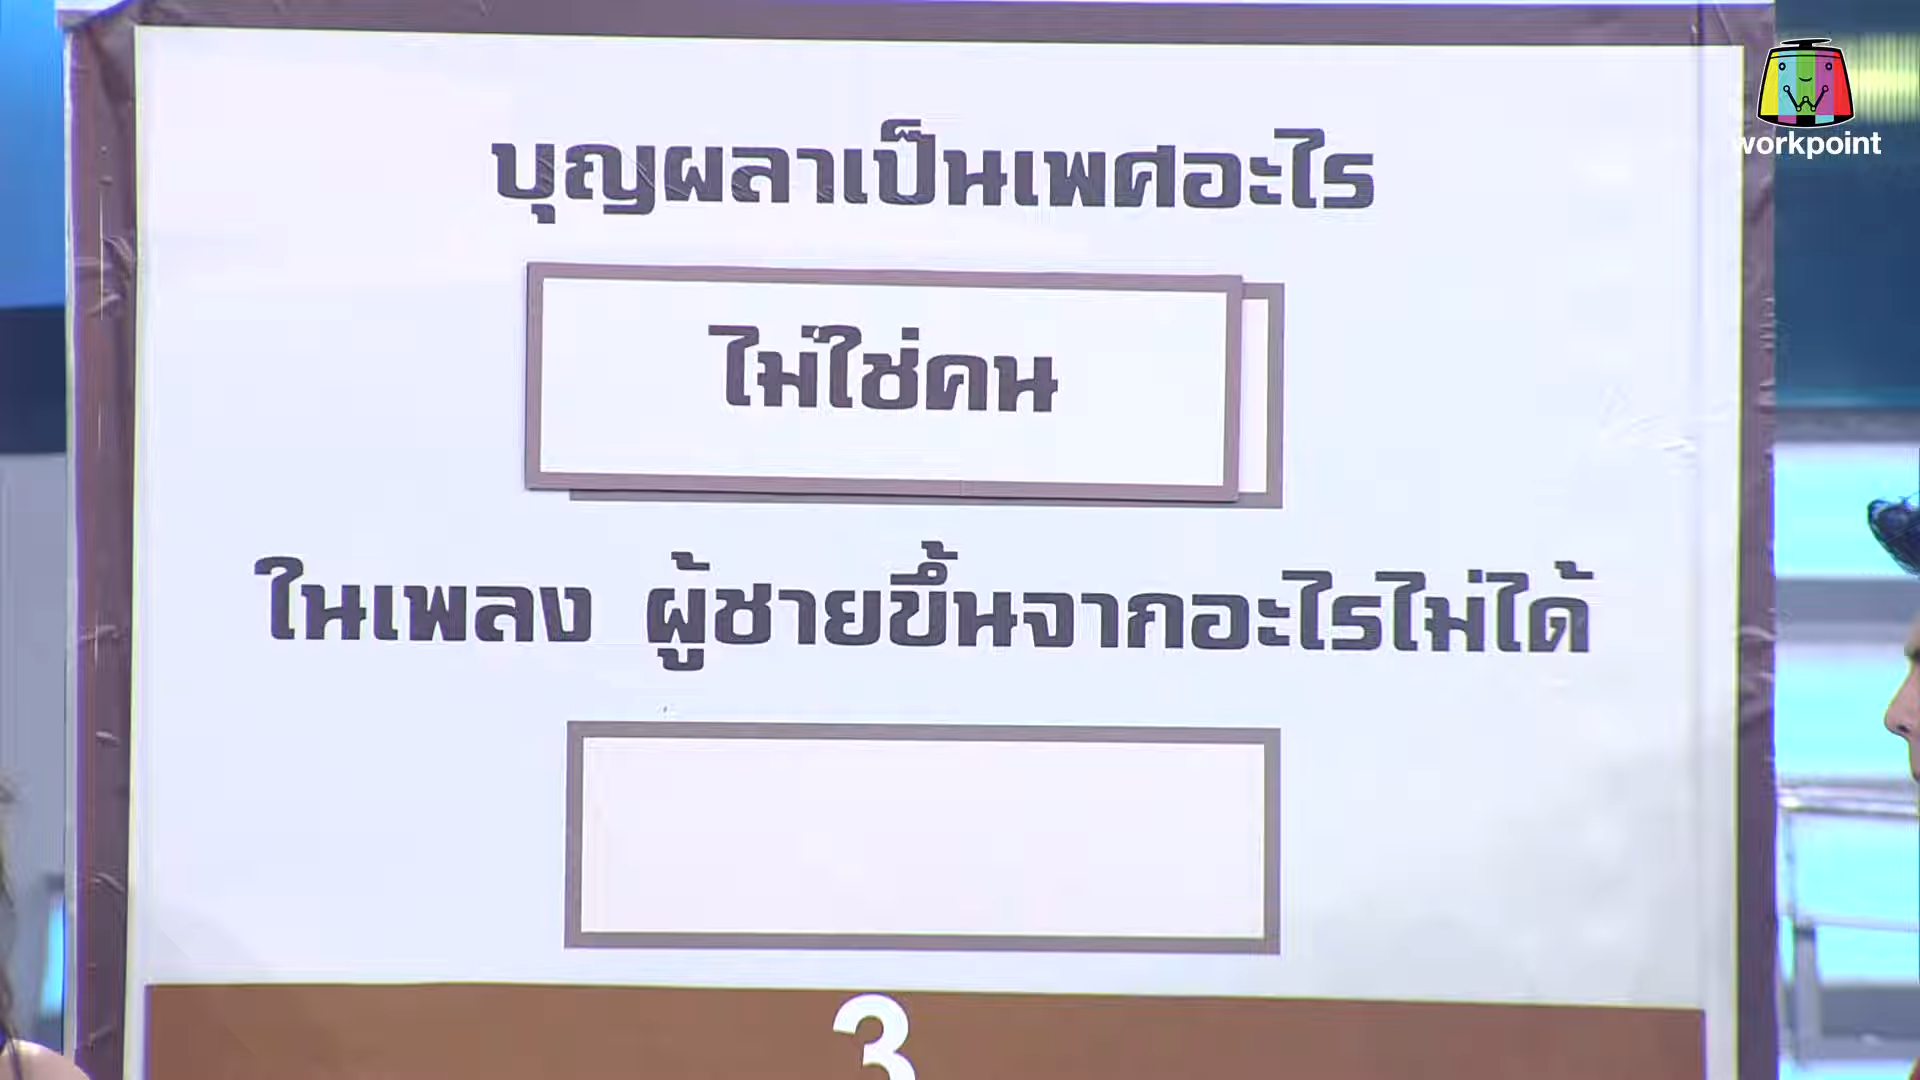 workpoint
บุญผลาเป็นเพศอะไร
ไม่ใช่คน
ในเพลง ผู้ชายขึ้นจากอะไรไม่ได้
3